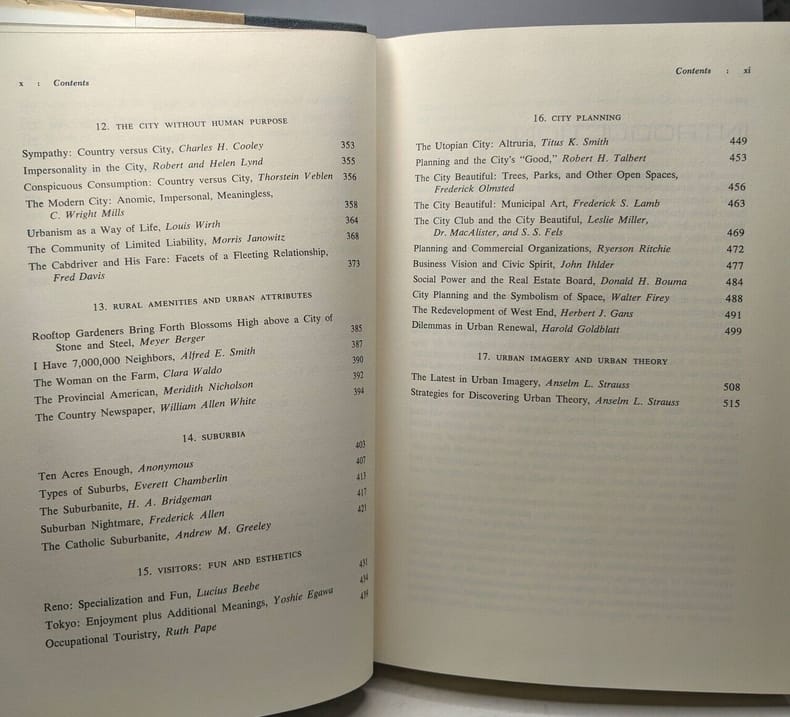 x : Contents
12. THE CITY WITHOUT HUMAN PURPOSE
Sympathy: Country versus City, Charles H. Cooley 353
Impersonality in the City, Robert and Helen Lynd 355
Conspicuous Consumption: Country versus City, Thorstein Veblen 356
The Modern City: Anomic, Impersonal, Meaningless,
C. Wright Mills 358
Urbanism as a Way of Life, Louis Wirth 364
The Community of Limited Liability, Morris Janowitz 368
The Cabdriver and His Fare: Facets of a Fleeting Relationship,
Fred Davis 373
13. RURAL AMENITIES AND URBAN ATTRIBUTES
Rooftop Gardeners Bring Forth Blossoms High above a City of
Stone and Steel, Meyer Berger 385
I Have 7,000,000 Neighbors, Alfred E. Smith 387
The Woman on the Farm, Clara Waldo 390
The Provincial American, Meridith Nicholson 392
The Country Newspaper, William Allen White 394
14. SUBURBIA
Ten Acres Enough, Anonymous 403
Types of Suburbs, Everett Chamberlin 407
The Suburbanite, H. A. Bridgeman 413
Suburban Nightmare, Frederick Allen 417
The Catholic Suburbanite, Andrew M. Greeley 421
15. VISITORS: FUN AND ESTHETICS
Reno: Specialization and Fun, Lucius Beebe
Tokyo: Enjoyment plus Additional Meanings, Yoshie Egawa
Occupational Touristry, Ruth Pape
Contents : xi
16. CITY PLANNING
The Utopian City: Altruria, Titus K. Smith 449
Planning and the City's "Good," Robert H. Talbert 453
The City Beautiful: Trees, Parks, and Other Open Spaces,
Frederick Olmsted 456
The City Beautiful: Municipal Art, Frederick S. Lamb 463
The City Club and the City Beautiful, Leslie Miller,
Dr. MacAlister, and S. S. Fels 469
Planning and Commercial Organizations, Ryerson Ritchie 472
Business Vision and Civic Spirit, John Ihlder 477
Social Power and the Real Estate Board, Donald H. Bouma 484
City Planning and the Symbolism of Space, Walter Firey 488
The Redevelopment of West End, Herbert J. Gans 491
Dilemmas in Urban Renewal, Harold Goldblatt 499
17. URBAN IMAGERY AND URBAN THEORY
The Latest in Urban Imagery, Anselm L. Strauss 508
Strategies for Discovering Urban Theory, Anselm L. Strauss 515